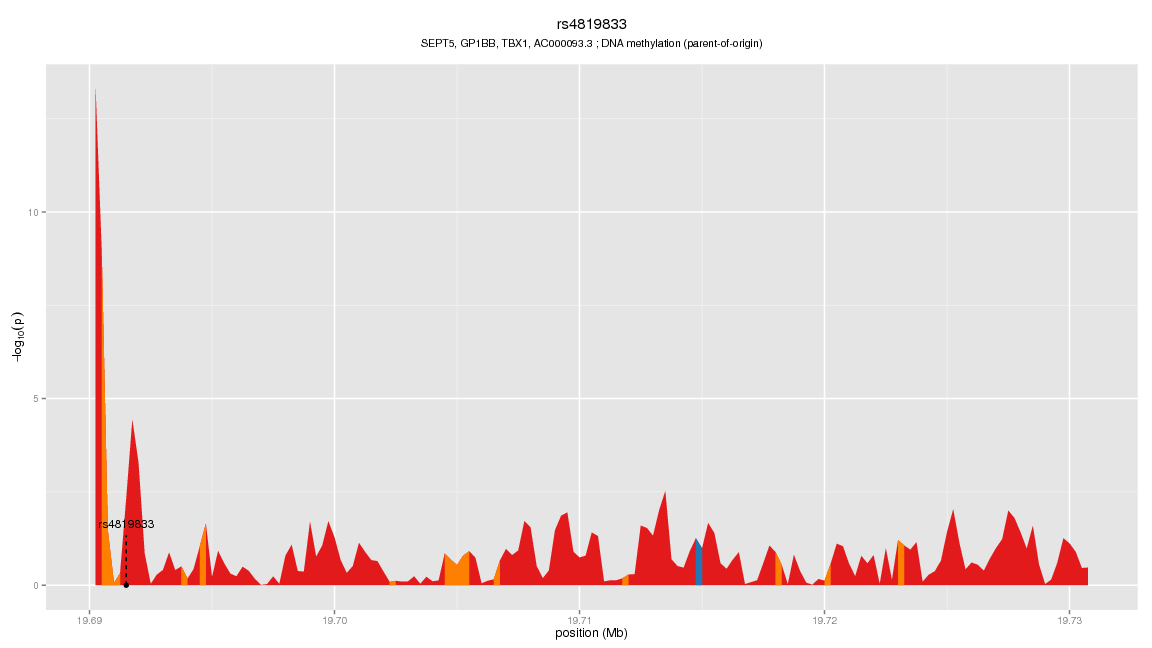 rs4819833
SEPT5, GP1BB, TBX1, AC000093.3 ; DNA methylation (parent-of-origin)
−log10(p)
10
5
0
rs4819833
19.69
19.70
19.71
19.72
19.73
position (Mb)